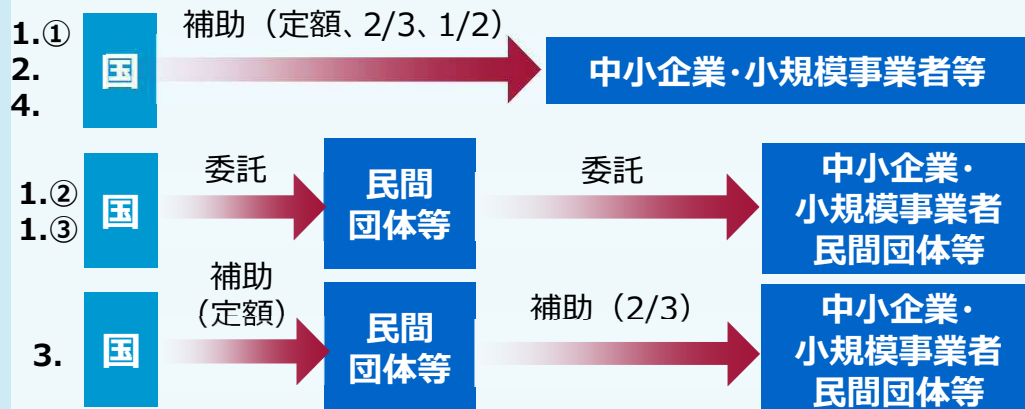 補助（定額、2/3、1/2）
1.①
2.
4.
国
中小企業・小規模事業者等
1.②
1.③
国
委託
民間
団体等
委託
中小企業・
小規模事業者
民間団体等
3.
国
補助
（定額）
民間
団体等
補助（2/3）
中小企業・
小規模事業者
民間団体等